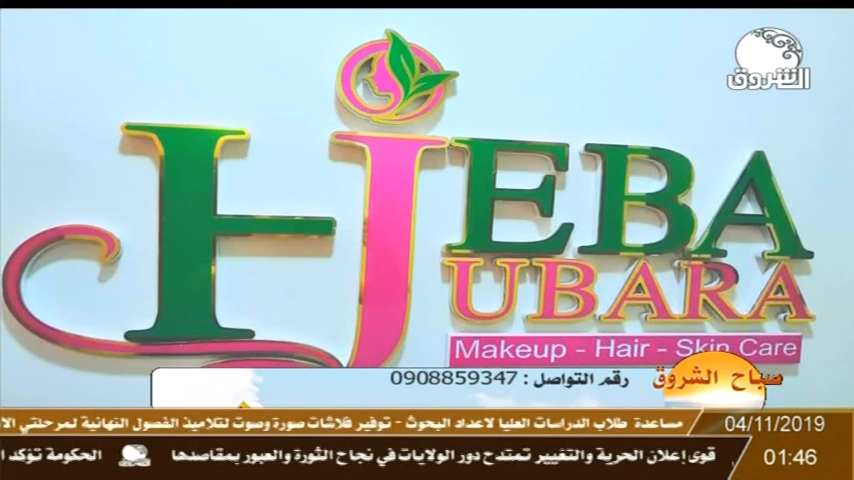 الشروق
HEBA
JUBARA
Makeup - Hair - Skin Care
صباح الشروق رقم التواصل : 0908859347
مساعدة طلاب الدراسات العليا لاعداد البحوث - توفير فلاشات صورة وصوت لتلاميذ الفصول النهائية لمرحلتي
04/11/2019
قوى إعلان الحرية والتغيير تمتدح دور الولايات في نجاح الثورة والعبور بمقاصدها الحكومة تؤكد
01:46